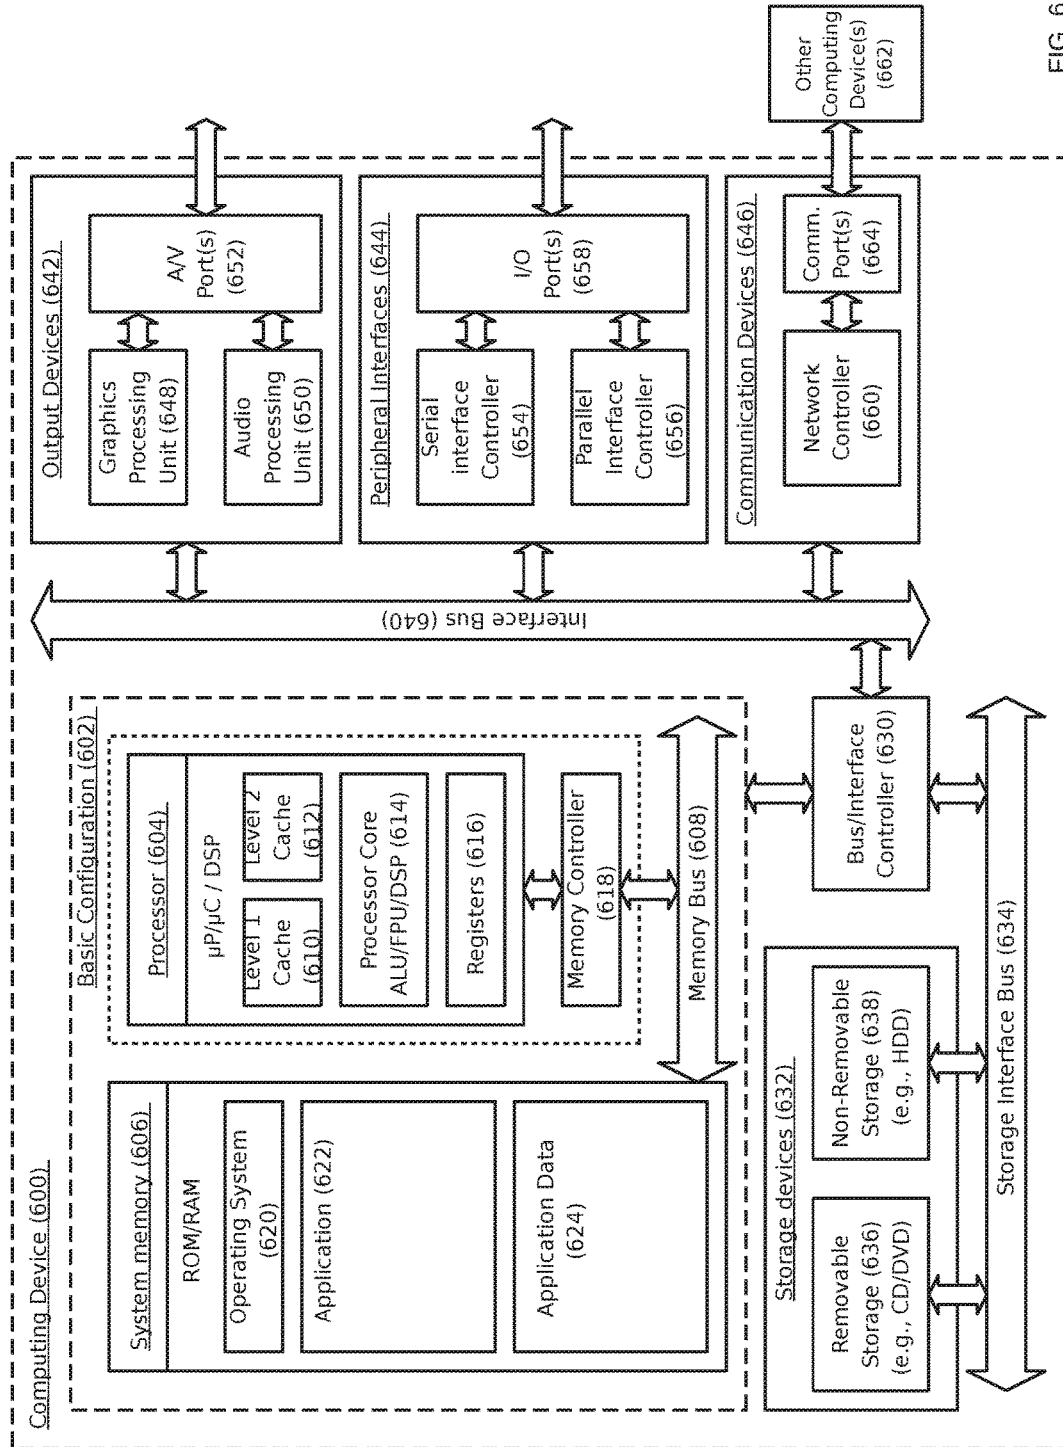 Computing Device (600)
Basic Configuration (602)
System memory (606)
ROM/RAM
Operating System
(620)
Application (622)
Application Data
(624)
Processor (604)
µP/µC / DSP
Level 1
Cache
(610)
Level 2
Cache
(612)
Processor Core
ALU/FPU/DSP (614)
Registers (616)
Memory Controller
(618)
Memory Bus (608)
Storage devices (632)
Removable
Storage (636)
(e.g., CD/DVD)
Non-Removable
Storage (638)
(e.g., HDD)
Bus/Interface
Controller (630)
Storage Interface Bus (634)
Interface Bus (640)
Output Devices (642)
Graphics
Processing
Unit (648)
Audio
Processing
Unit (650)
A/V
Port(s)
(652)
Peripheral Interfaces (644)
Serial
interface
Controller
(654)
Parallel
Interface
Controller
(656)
I/O
Port(s)
(658)
Communication Devices (646)
Network
Controller
(660)
Comm.
Port(s)
(664)
Other
Computing
Device(s)
(662)
FIG. 6